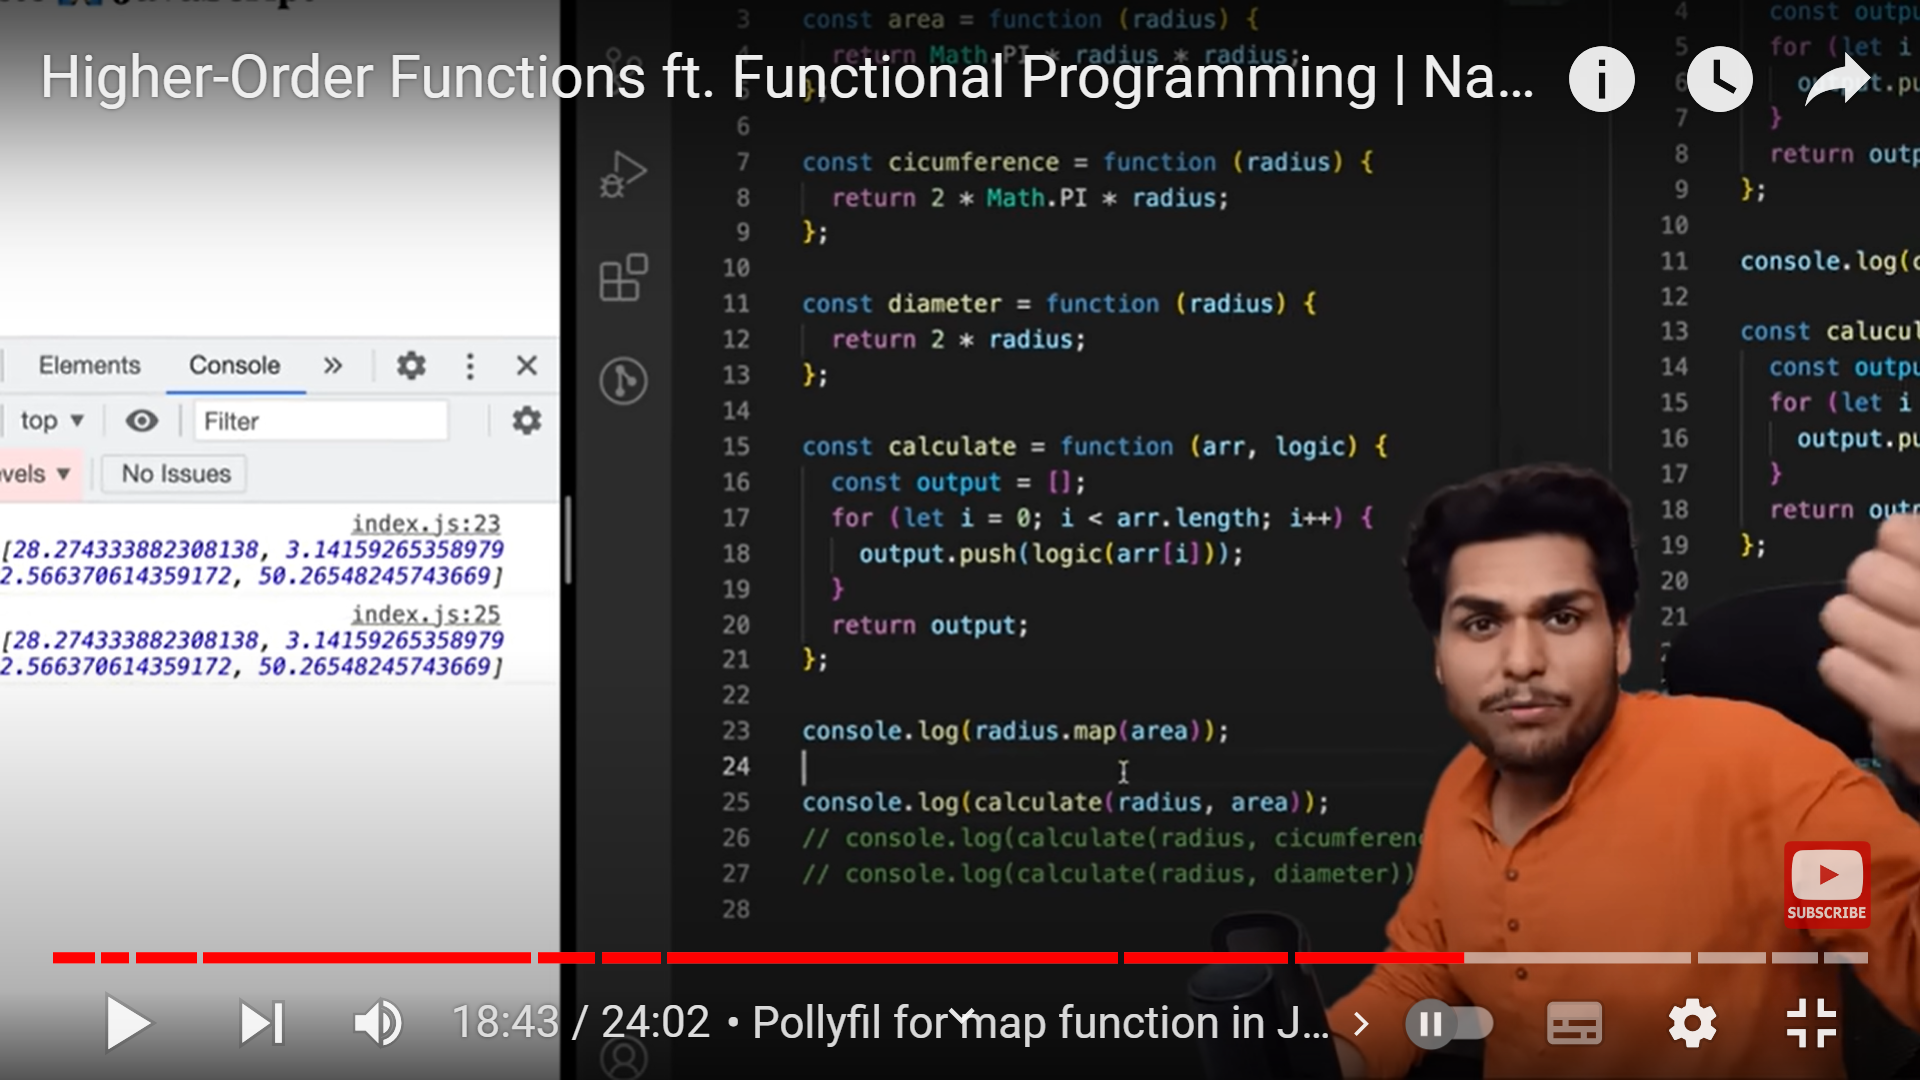 Higher-Order Functions ft. Functional Programming | Na...
Elements
Console
top
Filter
No Issues
index.js:23
[28.274333882308138, 3.14159265358979
2.566370614359172, 50.26548245743669]
index.js:25
[28.274333882308138, 3.14159265358979
2.566370614359172, 50.26548245743669]
3 const area = function (radius) {
4 return Math.PI * radius * radius;
5 };
6
7 const cicumference = function (radius) {
8 return 2 * Math.PI * radius;
9 };
10
11 const diameter = function (radius) {
12 return 2 * radius;
13 };
14
15 const calculate = function (arr, logic) {
16 const output = [];
17 for (let i = 0; i < arr.length; i++) {
18 output.push(logic(arr[i]));
19 }
20 return output;
21 };
22
23 console.log(radius.map(area));
24
25 console.log(calculate(radius, area));
26 // console.log(calculate(radius, cicumferen
27 // console.log(calculate(radius, diameter))
28
4 const outpu
5 for (let i
6 output.pu
7 }
8 return outp
9 };
10
11 console.log(c
12
13 const calucul
14 const outpu
15 for (let i
16 output.pu
17 }
18 return outp
19 };
20
21
SUBSCRIBE
18:43 / 24:02 • Pollyfil for map function in J...